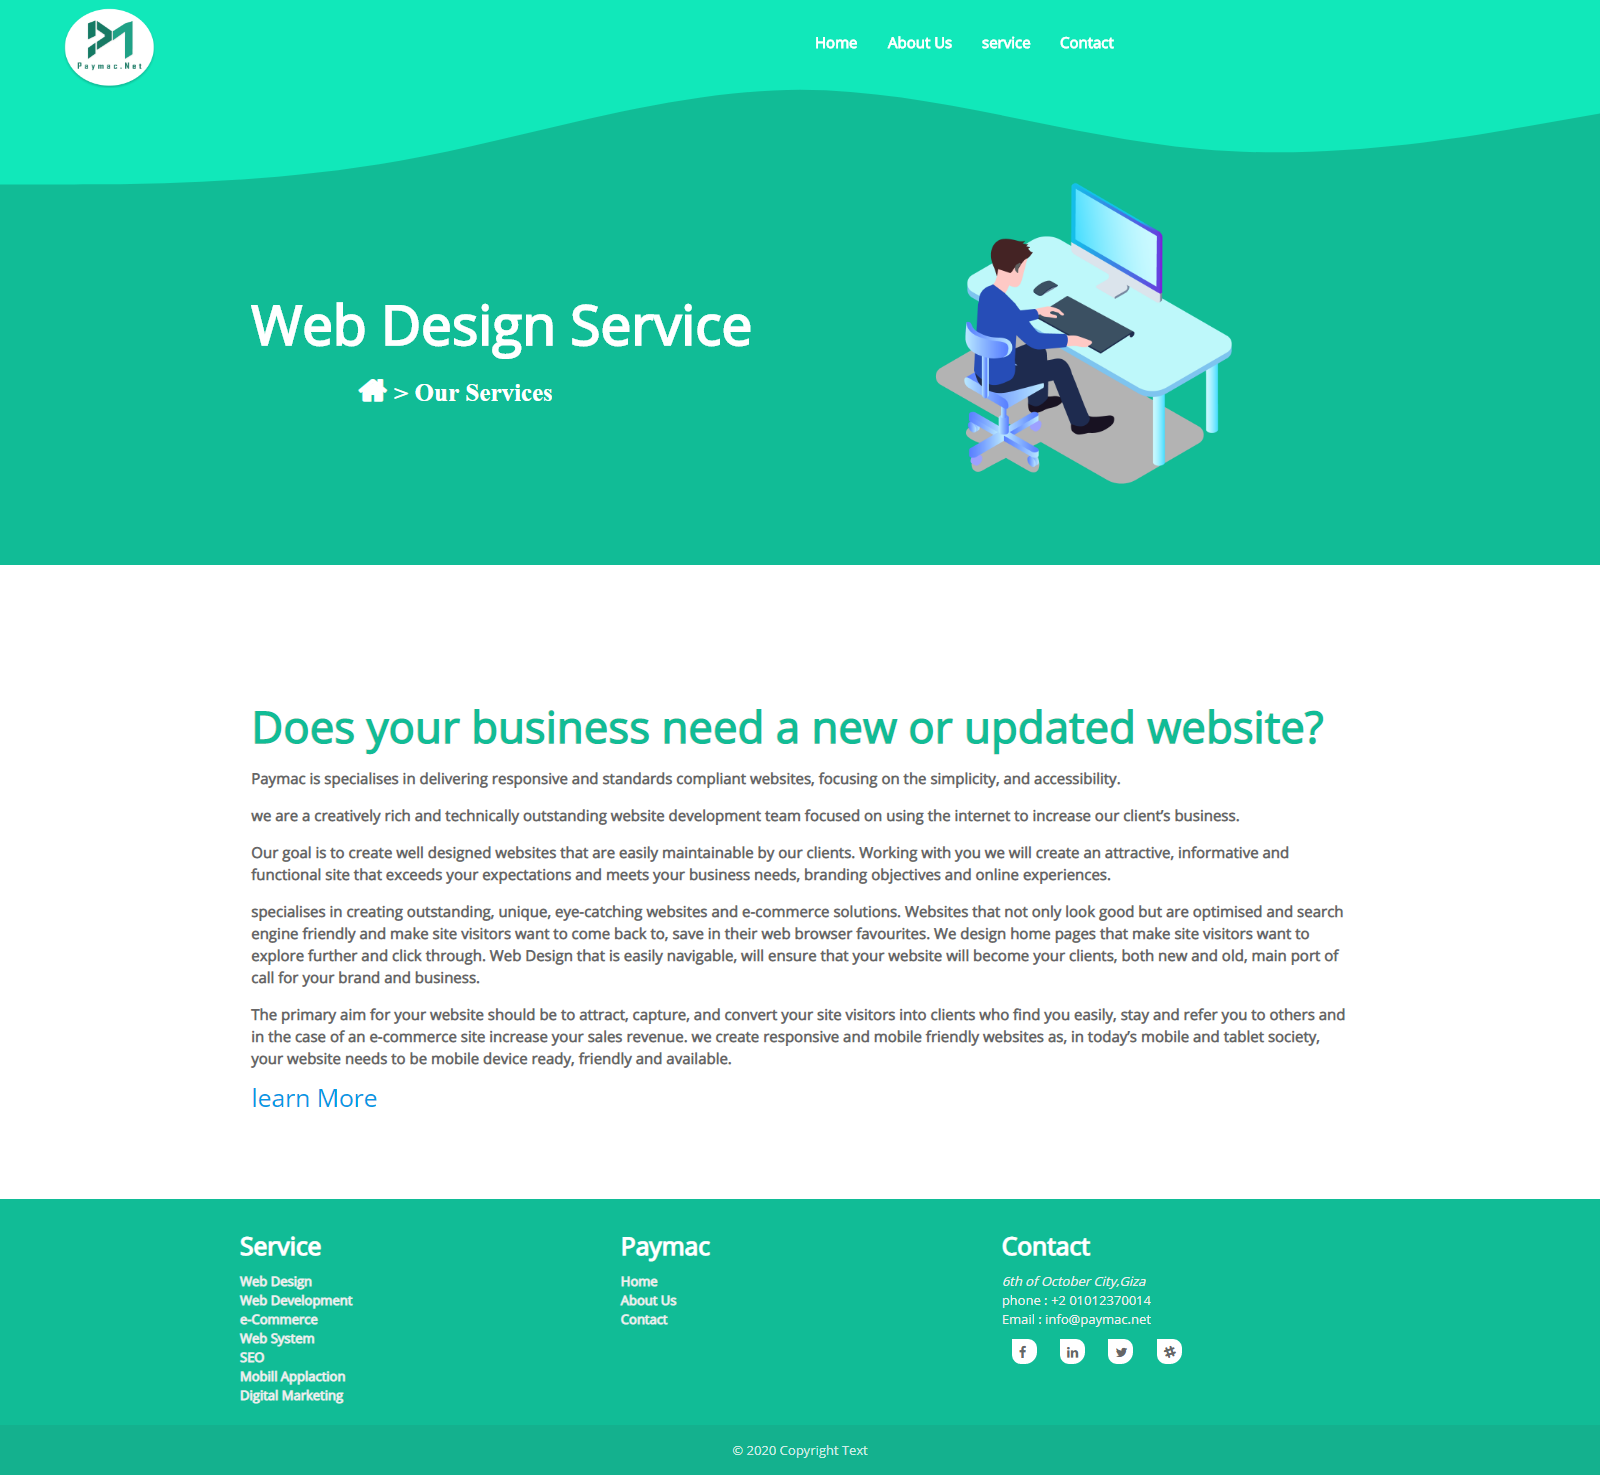 Paymac.Net
Home About Us service Contact
Web Design Service
> Our Services
Does your business need a new or updated website?
Paymac is specialises in delivering responsive and standards compliant websites, focusing on the simplicity, and accessibility.
we are a creatively rich and technically outstanding website development team focused on using the internet to increase our client’s business.
Our goal is to create well designed websites that are easily maintainable by our clients. Working with you we will create an attractive, informative and
functional site that exceeds your expectations and meets your business needs, branding objectives and online experiences.
specialises in creating outstanding, unique, eye-catching websites and e-commerce solutions. Websites that not only look good but are optimised and search
engine friendly and make site visitors want to come back to, save in their web browser favourites. We design home pages that make site visitors want to
explore further and click through. Web Design that is easily navigable, will ensure that your website will become your clients, both new and old, main port of
call for your brand and business.
The primary aim for your website should be to attract, capture, and convert your site visitors into clients who find you easily, stay and refer you to others and
in the case of an e-commerce site increase your sales revenue. we create responsive and mobile friendly websites as, in today’s mobile and tablet society,
your website needs to be mobile device ready, friendly and available.
learn More
Service
Web Design
Web Development
e-Commerce
Web System
SEO
Mobill Applaction
Digital Marketing
Paymac
Home
About Us
Contact
Contact
6th of October City,Giza
phone : +2 01012370014
Email : info@paymac.net
© 2020 Copyright Text